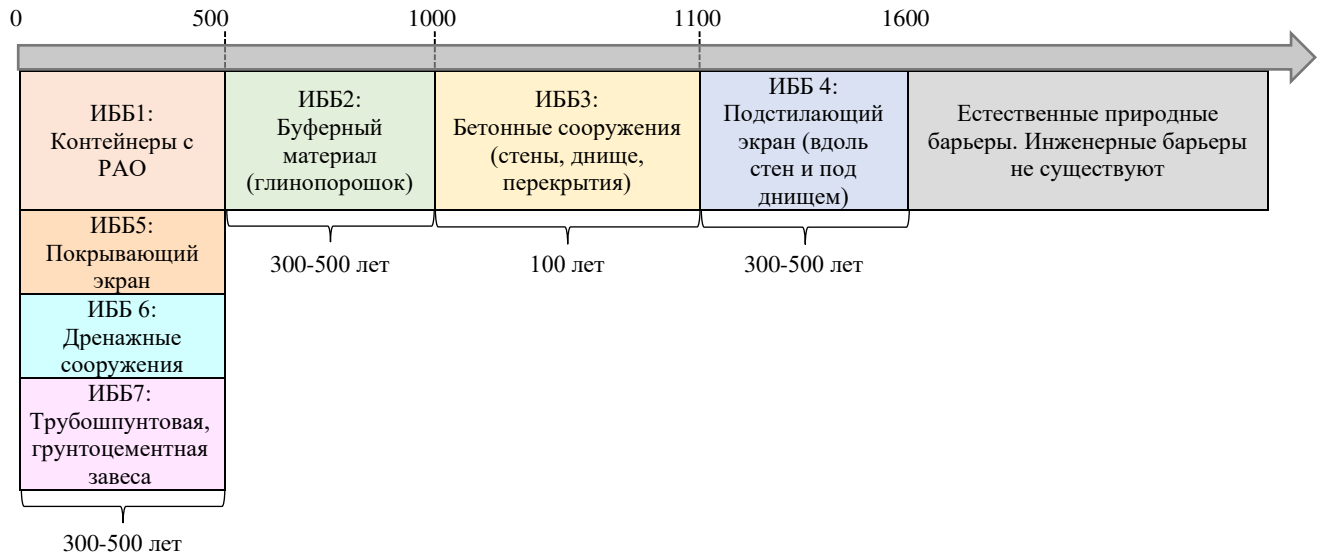 0 500 1000 1100 1600
ИББ1:
Контейнеры с
РАО
ИББ2:
Буферный
материал
(глинопорошок)
ИББ3:
Бетонные сооружения
(стены, днище,
перекрытия)
ИББ 4:
Подстилающий
экран (вдоль
стен и под
днищем)
Естественные природные
барьеры. Инженерные барьеры
не существуют
ИББ5:
Покрывающий
экран
ИББ 6:
Дренажные
сооружения
ИББ7:
Трубошпунтовая,
грунтоцементная
завеса
300-500 лет
100 лет
300-500 лет
300-500 лет